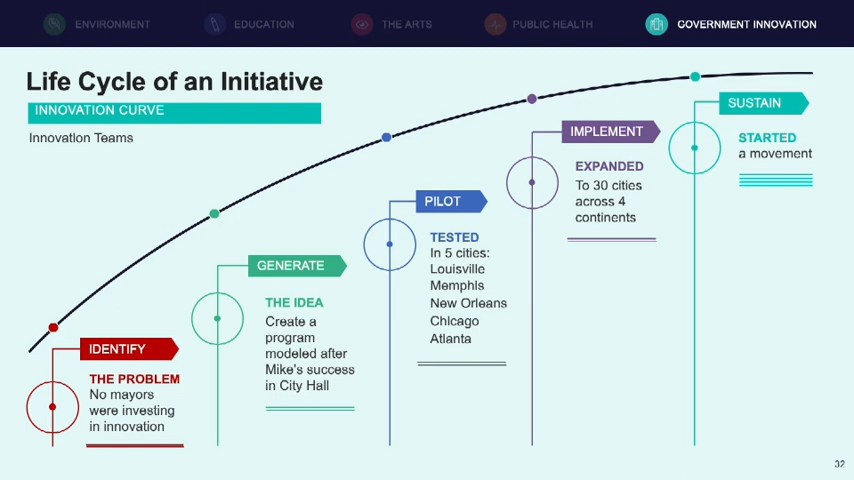 ENVIRONMENT
EDUCATION
THE ARTS
PUBLIC HEALTH
GOVERNMENT INNOVATION
Life Cycle of an Initiative
INNOVATION CURVE
Innovation Teams
IDENTIFY
THE PROBLEM
No mayors
were investing
in innovation
GENERATE
THE IDEA
Create a
program
modeled after
Mike's success
in City Hall
PILOT
TESTED
In 5 cities:
Louisville
Memphis
New Orleans
Chicago
Atlanta
IMPLEMENT
EXPANDED
To 30 cities
across 4
continents
SUSTAIN
STARTED
a movement
32